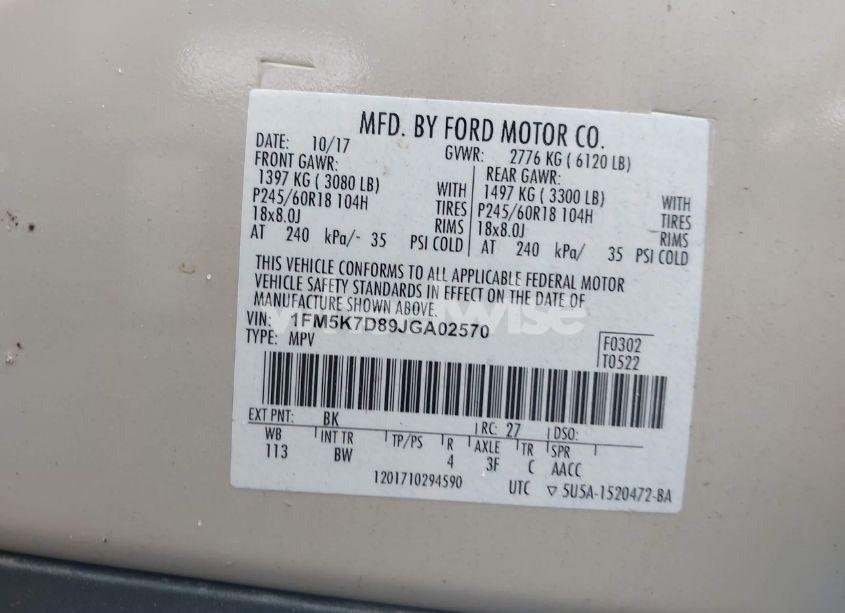 MFD. BY FORD MOTOR CO.
DATE: 10/17 GVWR: 2776 KG ( 6120 LB)
FRONT GAWR: REAR GAWR:
1397 KG ( 3080 LB) WITH 1497 KG ( 3300 LB) WITH
P245/60R18 104H TIRES P245/60R18 104H TIRES
18x8.0J RIMS 18x8.0J RIMS
AT 240 kPa/- 35 PSI COLD AT 240 kPa/ 35 PSI COLD
THIS VEHICLE CONFORMS TO ALL APPLICABLE FEDERAL MOTOR
VEHICLE SAFETY STANDARDS IN EFFECT ON THE DATE OF
MANUFACTURE SHOWN ABOVE.
VIN: 1FM5K7D89JGA02570
TYPE: MPV F0302
T0522
EXT PNT: BK RC: 27 DSO:
WB INT TR TP/PS R AXLE TR SPR
113 BW 4 3F C AACC
1201710294590 UTC ▽ 5U5A-1520472-BA